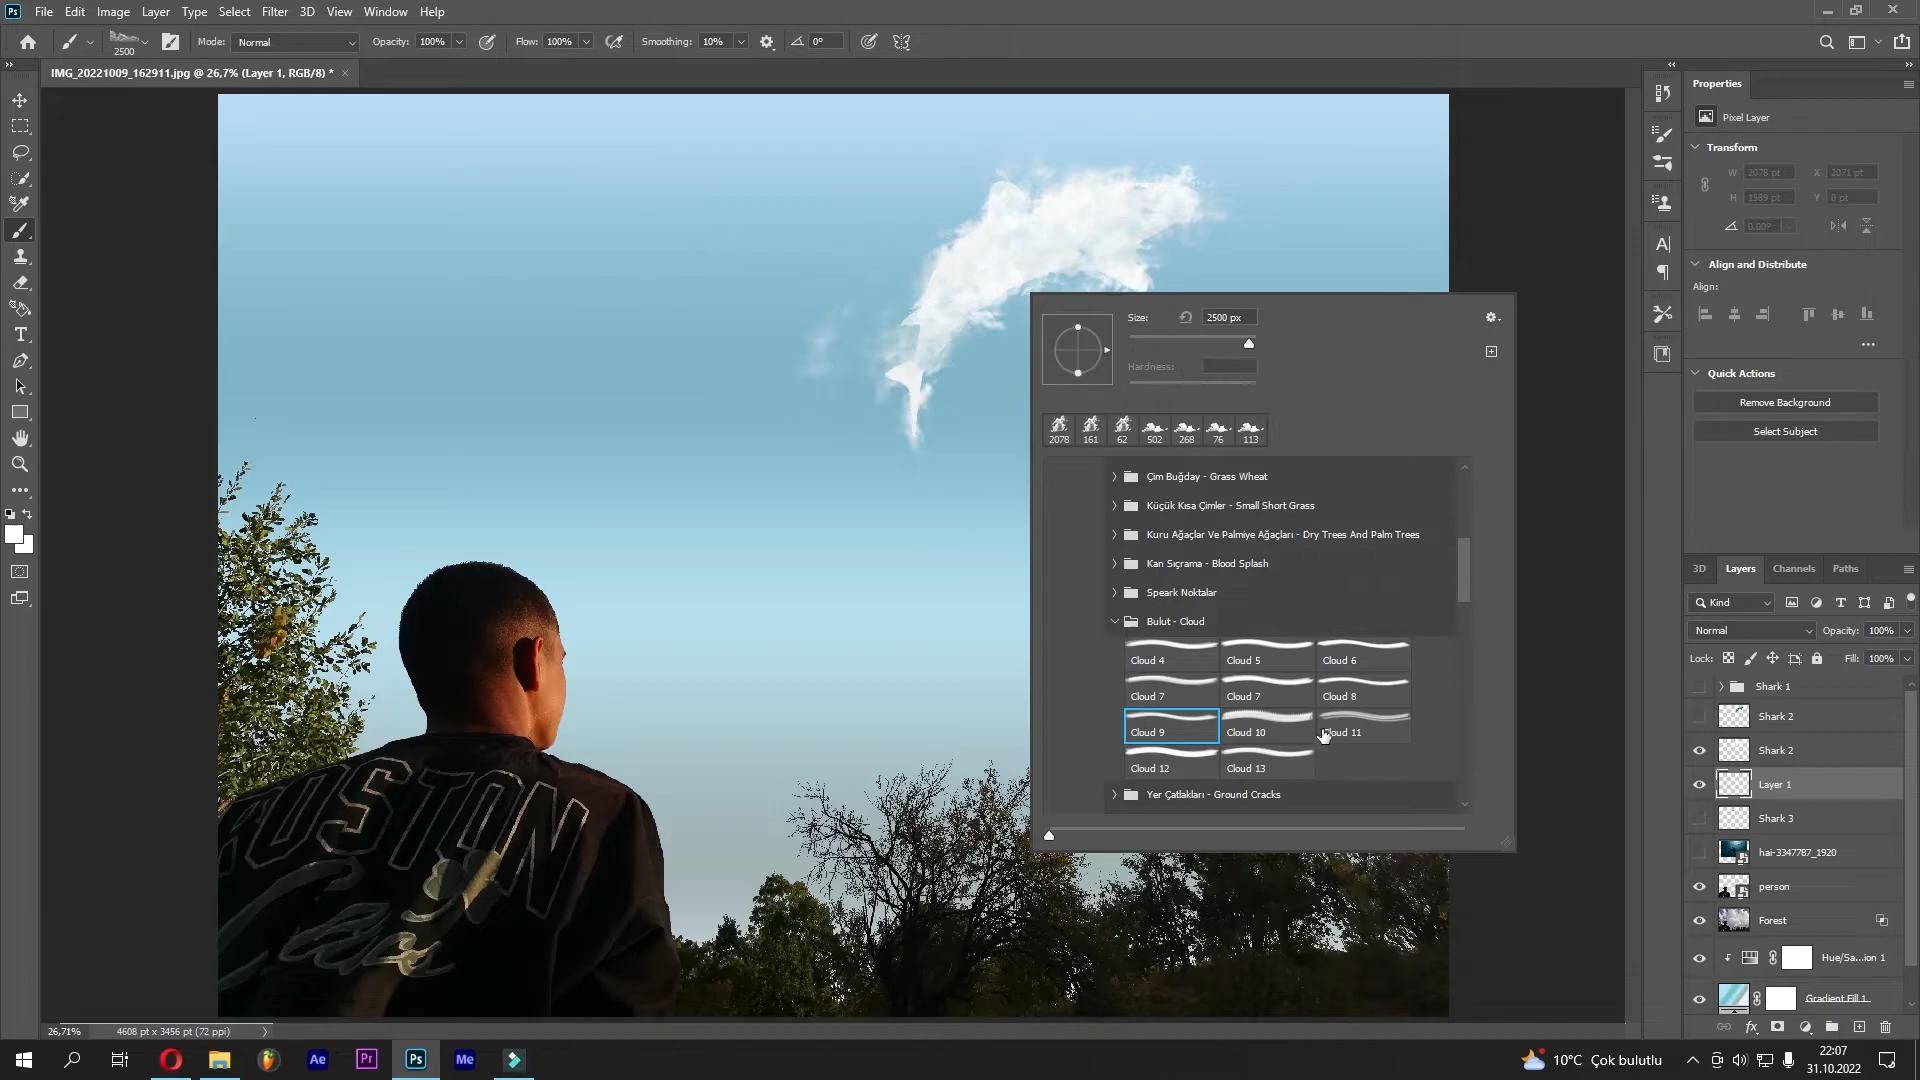 Ps File Edit Image Layer Type Select Filter 3D View Window Help
2500 Mode: Normal Opacity: 100% Flow: 100% Smoothing: 10% 0°
IMG_20221009_162911.jpg @ 26,7% (Layer 1, RGB/8) * ×
Properties
Pixel Layer
Transform
W 2078 pt X 2071 pt
H 1589 pt Y 0 pt
0,00°
Align and Distribute
Align:
Quick Actions
Remove Background
Select Subject
Size: 2500 px
Hardness:
2078 161 62 502 268 76 113
Çim Buğday - Grass Wheat
Küçük Kısa Çimler - Small Short Grass
Kuru Ağaçlar Ve Palmiye Ağaçları - Dry Trees And Palm Trees
Kan Sıçrama - Blood Splash
Speark Noktalar
Bulut - Cloud
Cloud 4 Cloud 5 Cloud 6
Cloud 7 Cloud 7 Cloud 8
Cloud 9 Cloud 10 Cloud 11
Cloud 12 Cloud 13
Yer Çatlakları - Ground Cracks
3D Layers Channels Paths
Kind
Normal Opacity: 100%
Lock: Fill: 100%
Shark 1
Shark 2
Shark 2
Layer 1
Shark 3
hai-3347787_1920
person
Forest
Hue/Sa...ion 1
Gradient Fill 1
BOSTON
26,71% 4608 pt x 3456 pt (72 ppi)
Ae Pr Ps Me
10°C Çok bulutlu
22:07
31.10.2022